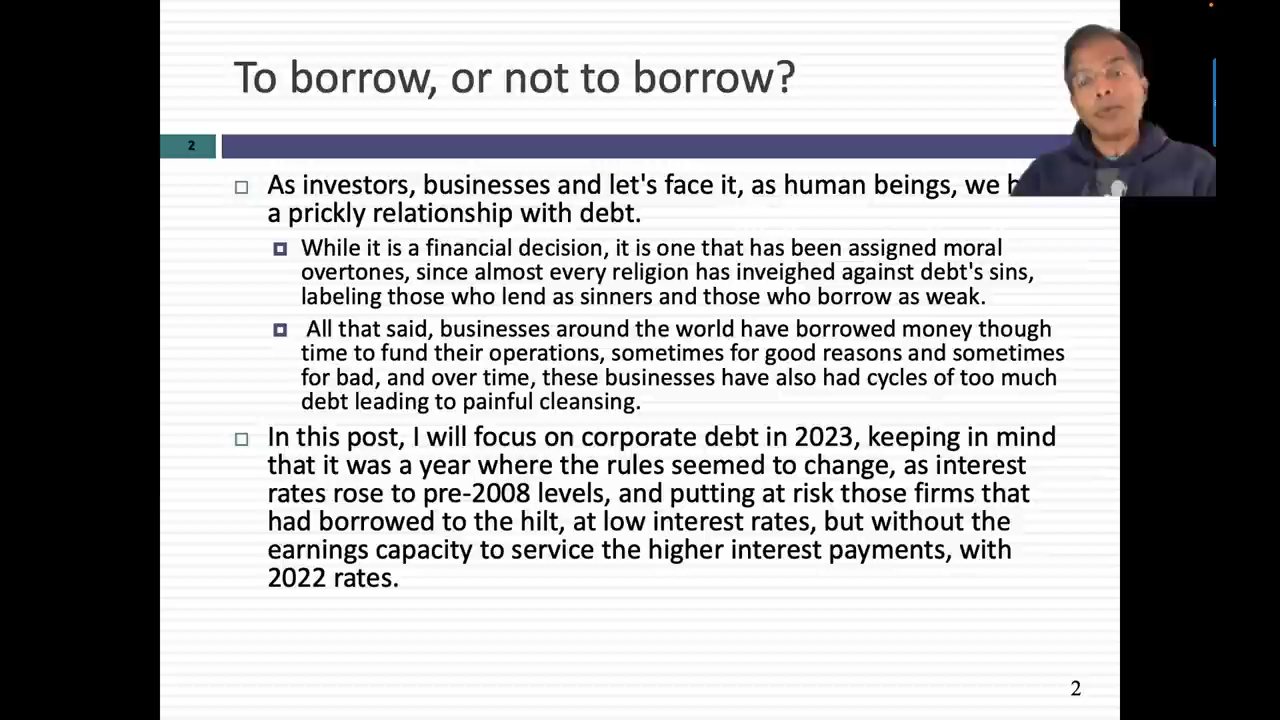 To borrow, or not to borrow?
2
As investors, businesses and let's face it, as human beings, we
a prickly relationship with debt.
While it is a financial decision, it is one that has been assigned moral
overtones, since almost every religion has inveighed against debt's sins,
labeling those who lend as sinners and those who borrow as weak.
All that said, businesses around the world have borrowed money though
time to fund their operations, sometimes for good reasons and sometimes
for bad, and over time, these businesses have also had cycles of too much
debt leading to painful cleansing.
In this post, I will focus on corporate debt in 2023, keeping in mind
that it was a year where the rules seemed to change, as interest
rates rose to pre-2008 levels, and putting at risk those firms that
had borrowed to the hilt, at low interest rates, but without the
earnings capacity to service the higher interest payments, with
2022 rates.
2